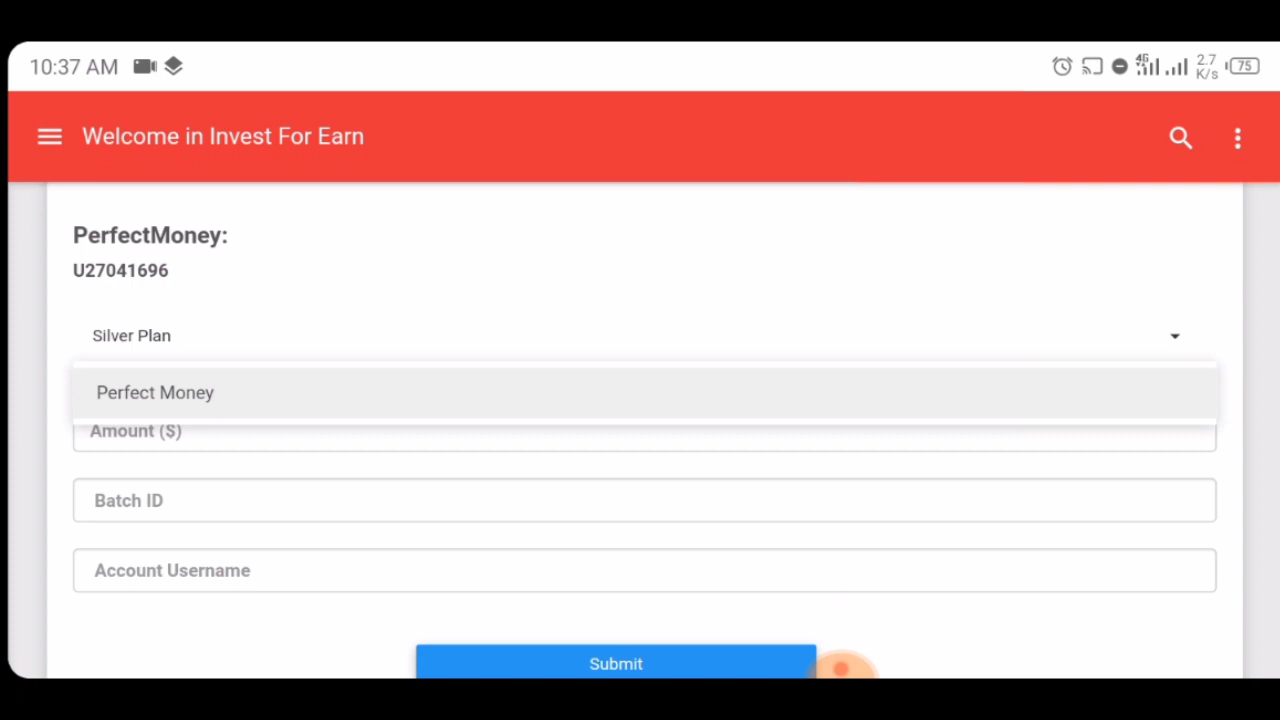 10:37 AM
4G
2.7
K/s
75
Welcome in Invest For Earn
PerfectMoney:
U27041696
Silver Plan
Perfect Money
Amount ($)
Batch ID
Account Username
Submit